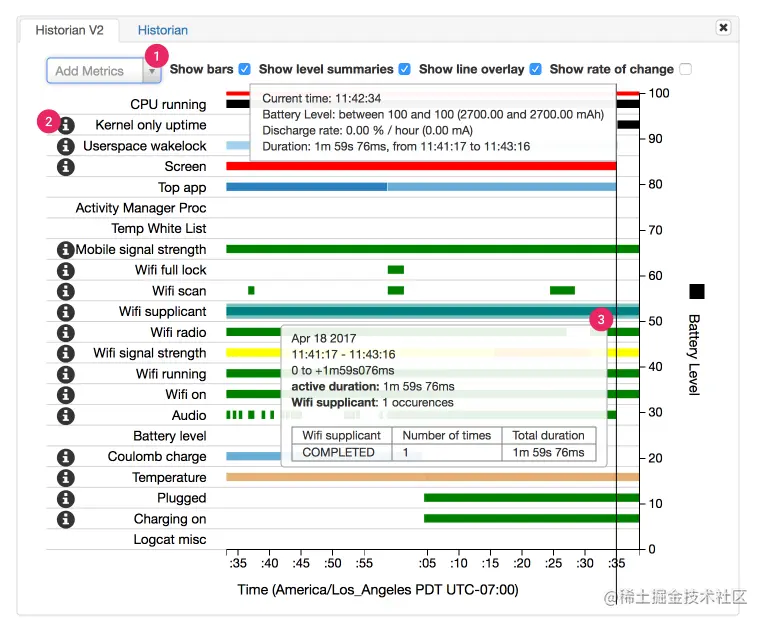 Historian V2 Historian
Add Metrics 1 Show bars Show level summaries Show line overlay Show rate of change
Current time: 11:42:34
Battery Level: between 100 and 100 (2700.00 and 2700.00 mAh)
Discharge rate: 0.00 % / hour (0.00 mA)
Duration: 1m 59s 76ms, from 11:41:17 to 11:43:16
CPU running
2 Kernel only uptime
Userspace wakelock
Screen
Top app
Activity Manager Proc
Temp White List
Mobile signal strength
Wifi full lock
Wifi scan
Wifi supplicant
Wifi radio
Wifi signal strength
Wifi running
Wifi on
Audio
Battery level
Coulomb charge
Temperature
Plugged
Charging on
Logcat misc
3
Apr 18 2017
11:41:17 - 11:43:16
0 to +1m59s076ms
active duration: 1m 59s 76ms
Wifi supplicant: 1 occurences
Wifi supplicant Number of times Total duration
COMPLETED 1 1m 59s 76ms
100
90
80
70
60
50
40
30
20
10
0
Battery Level
:35 :40 :45 :50 :55 :05 :10 :15 :20 :25 :30 :35
Time (America/Los_Angeles PDT UTC-07:00)
@稀土掘金技术社区